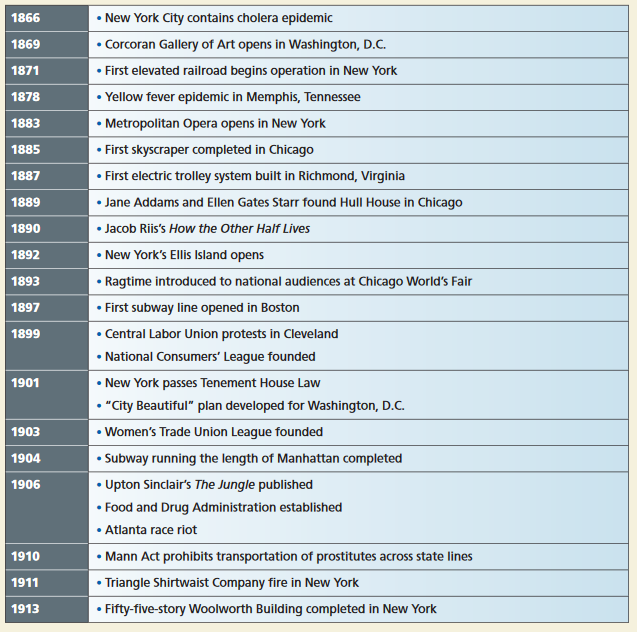 1866 • New York City contains cholera epidemic
1869 • Corcoran Gallery of Art opens in Washington, D.C.
1871 • First elevated railroad begins operation in New York
1878 • Yellow fever epidemic in Memphis, Tennessee
1883 • Metropolitan Opera opens in New York
1885 • First skyscraper completed in Chicago
1887 • First electric trolley system built in Richmond, Virginia
1889 • Jane Addams and Ellen Gates Starr found Hull House in Chicago
1890 • Jacob Riis's How the Other Half Lives
1892 • New York's Ellis Island opens
1893 • Ragtime introduced to national audiences at Chicago World's Fair
1897 • First subway line opened in Boston
1899 • Central Labor Union protests in Cleveland
• National Consumers' League founded
1901 • New York passes Tenement House Law
• "City Beautiful" plan developed for Washington, D.C.
1903 • Women's Trade Union League founded
1904 • Subway running the length of Manhattan completed
1906 • Upton Sinclair's The Jungle published
• Food and Drug Administration established
• Atlanta race riot
1910 • Mann Act prohibits transportation of prostitutes across state lines
1911 • Triangle Shirtwaist Company fire in New York
1913 • Fifty-five-story Woolworth Building completed in New York